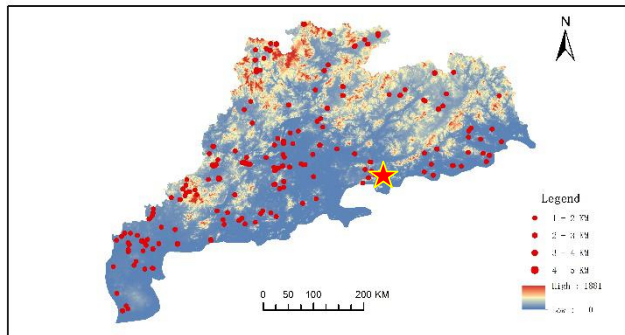 N
Legend
1 - 2 KM
2 - 3 KM
3 - 4 KM
4 - 5 KM
High : 1881
Low : 0
0 50 100 200 KM